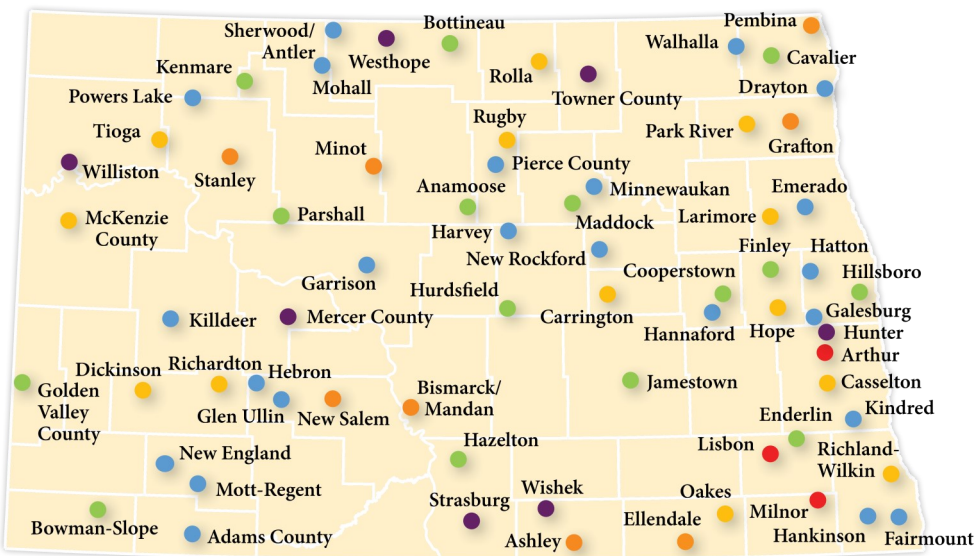 Pembina
Bottineau
Sherwood/
Antler
Walhalla
Westhope
Cavalier
Kenmare
Rolla
Mohall
Drayton
Powers Lake
Towner County
Rugby
Tioga
Park River
Minot
Grafton
Pierce County
Williston
Stanley
Anamoose
Minnewaukan
Emerado
McKenzie
County
Parshall
Maddock
Larimore
Harvey
Finley
Hatton
New Rockford
Cooperstown
Hillsboro
Garrison
Hurdsfield
Killdeer
Mercer County
Carrington
Hannaford
Hope
Galesburg
Hunter
Arthur
Dickinson
Richardton
Hebron
Golden
Valley
County
Glen Ullin
New Salem
Bismarck/
Mandan
Jamestown
Casselton
Enderlin
Kindred
Hazelton
Lisbon
Richland-
Wilkin
New England
Mott-Regent
Strasburg
Wishek
Oakes
Bowman-Slope
Adams County
Ashley
Ellendale
Milnor
Hankinson
Fairmount